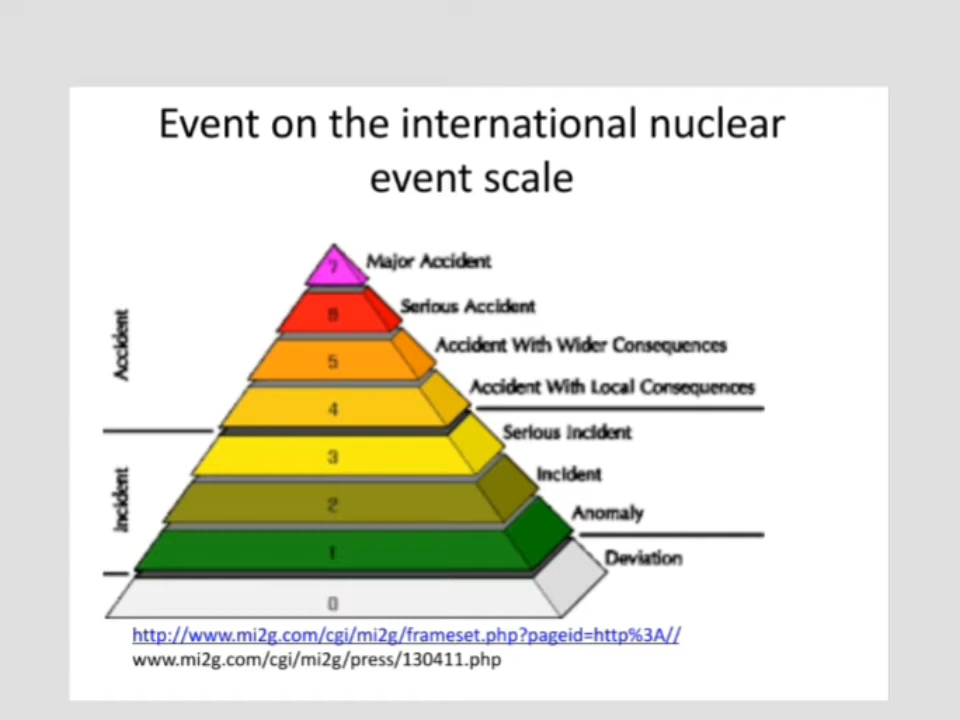 Event on the international nuclear
event scale
7 Major Accident
6 Serious Accident
5 Accident With Wider Consequences
4 Accident With Local Consequences
3 Serious Incident
2 Incident
1 Anomaly
0 Deviation
Accident
Incident
http://www.mi2g.com/cgi/mi2g/frameset.php?pageid=http%3A//
www.mi2g.com/cgi/mi2g/press/130411.php